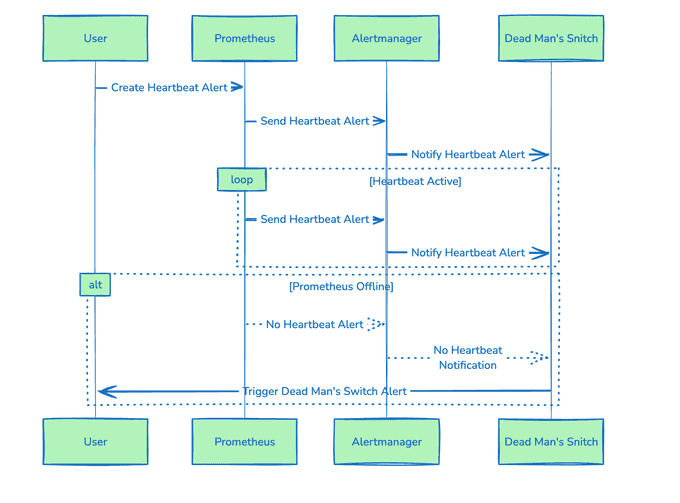 User
Prometheus
Alertmanager
Dead Man's Snitch
Create Heartbeat Alert
Send Heartbeat Alert
Notify Heartbeat Alert
loop
[Heartbeat Active]
Send Heartbeat Alert
Notify Heartbeat Alert
alt
[Prometheus Offline]
No Heartbeat Alert
No Heartbeat
Notification
Trigger Dead Man's Switch Alert
User
Prometheus
Alertmanager
Dead Man's Snitch